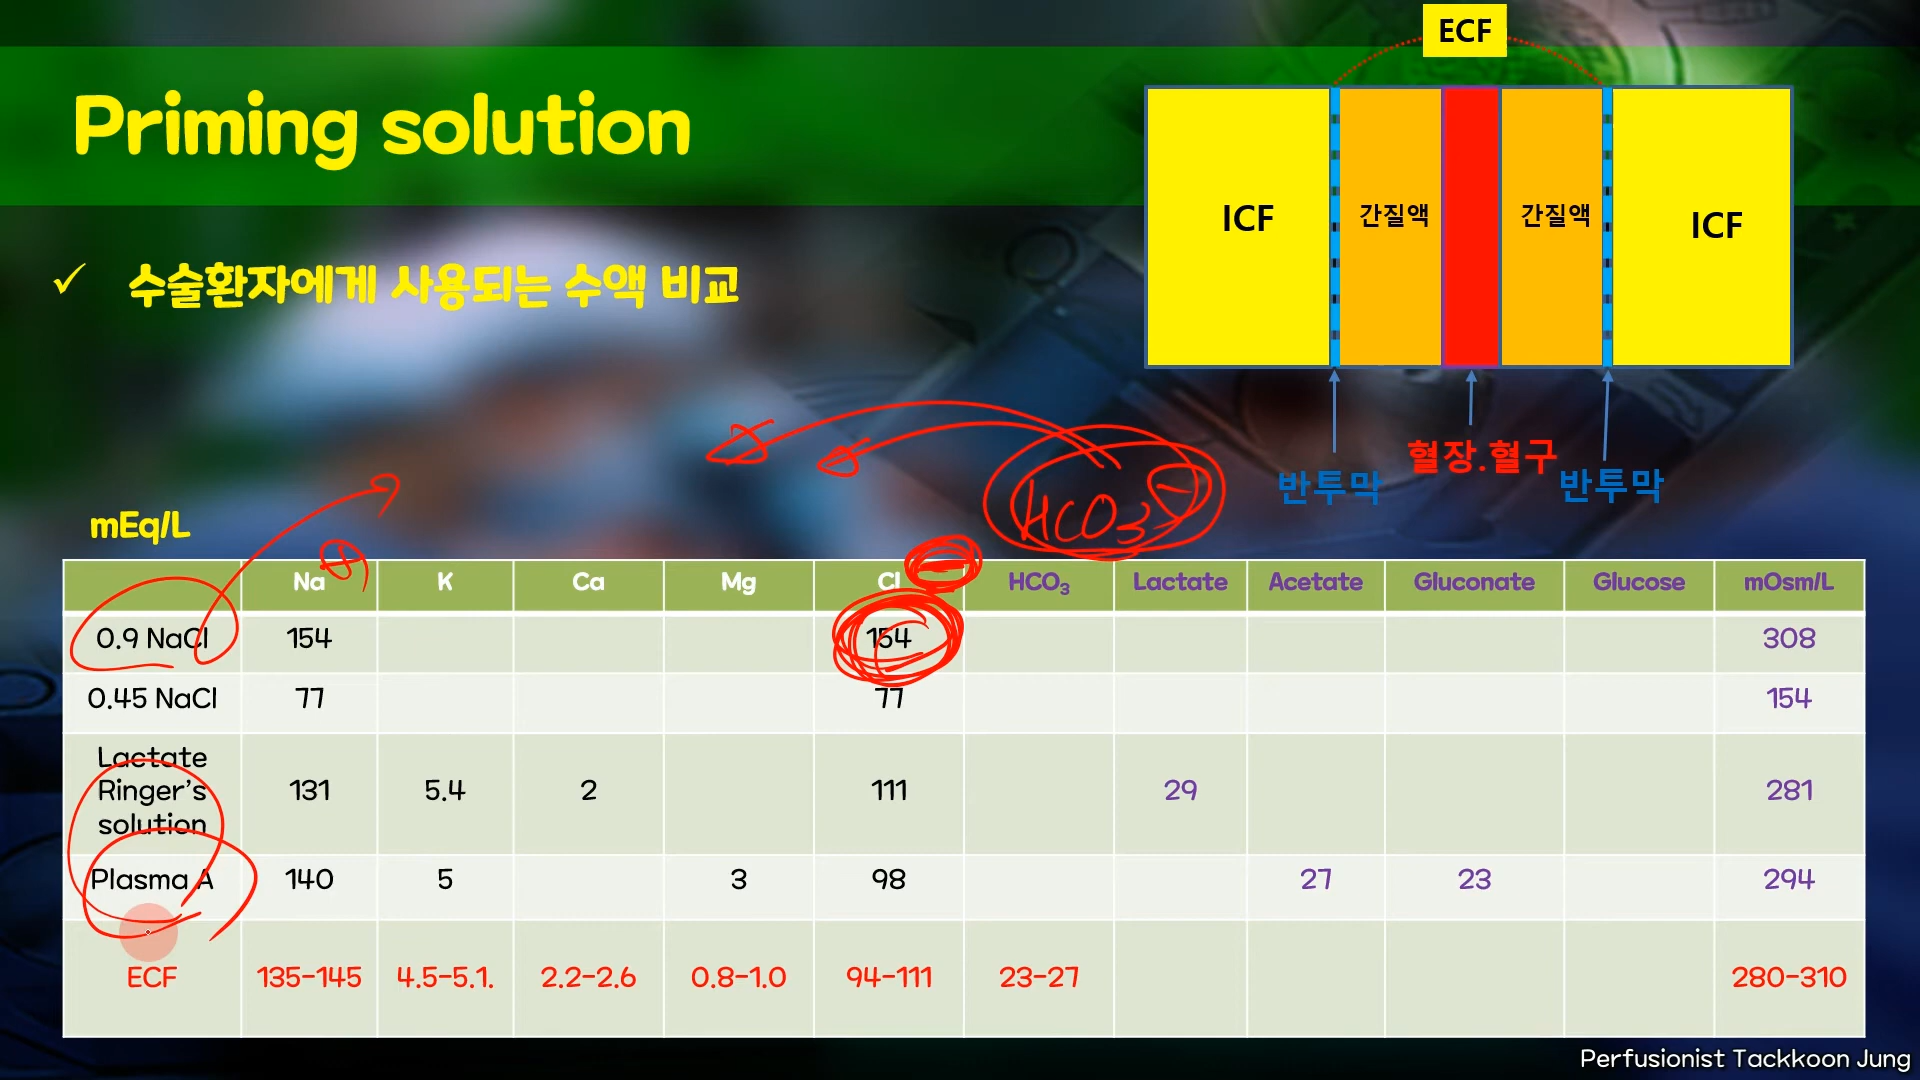 ECF
Priming solution
ICF
간질액
간질액
ICF
✓ 수술환자에게 사용되는 수액 비교
혈장.혈구
반투막
반투막
HCO3 -
mEq/L
Na + K Ca Mg Cl - HCO₃ Lactate Acetate Gluconate Glucose mOsm/L
0.9 NaCl 154 154 308
0.45 NaCl 77 77 154
Lactate
Ringer's
solution
131 5.4 2 111 29 281
Plasma A 140 5 3 98 27 23 294
ECF 135-145 4.5-5.1. 2.2-2.6 0.8-1.0 94-111 23-27 280-310
Perfusionist Tackkoon Jung